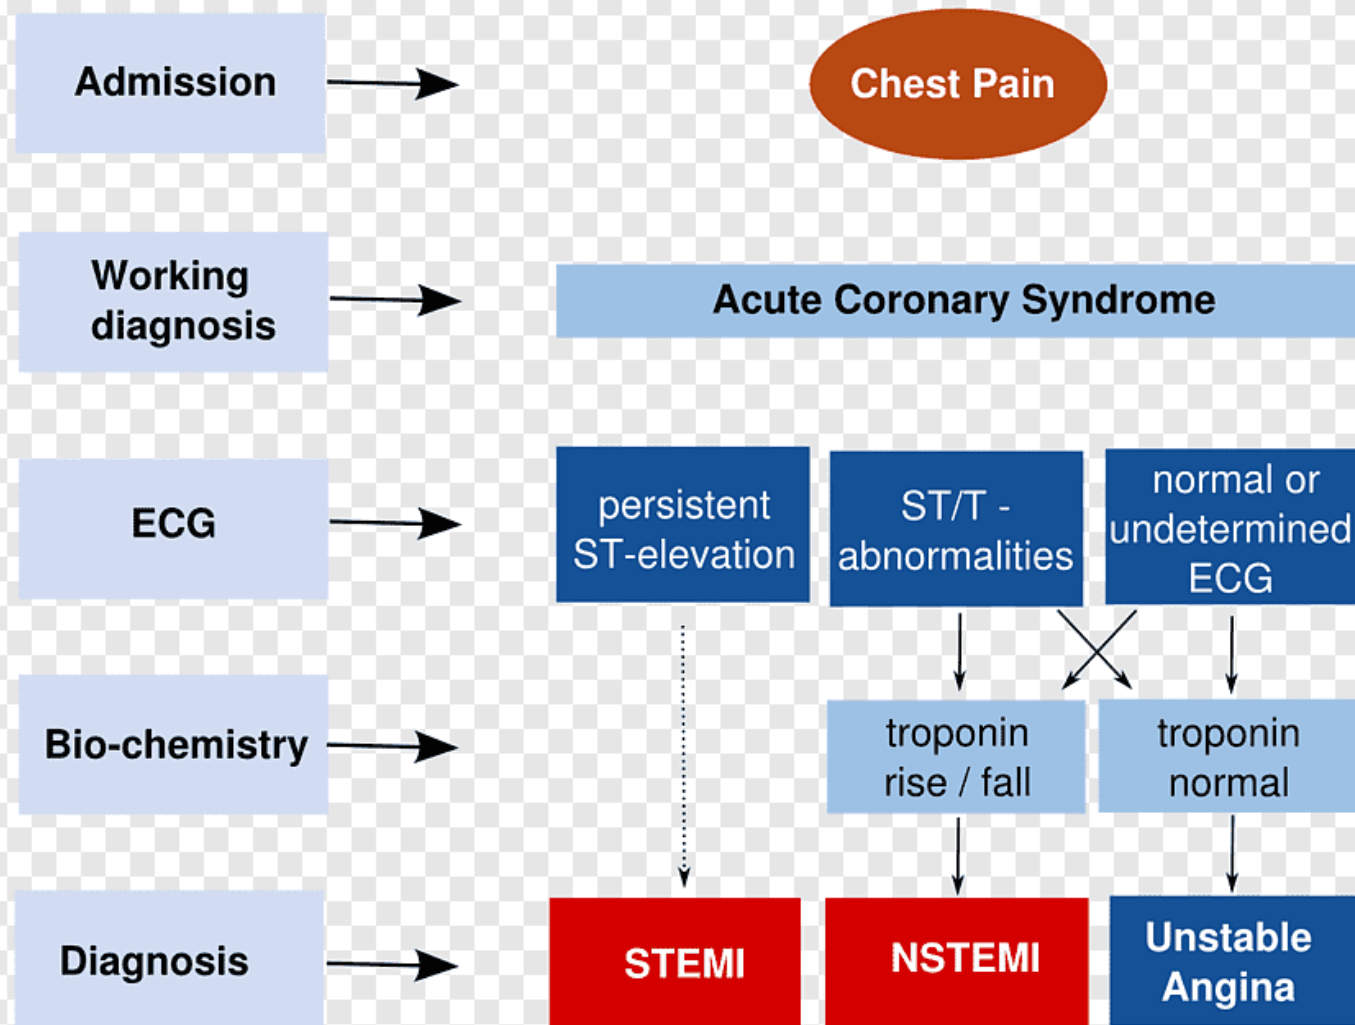 Admission
Chest Pain
Working
diagnosis
Acute Coronary Syndrome
ECG
persistent
ST-elevation
ST/T -
abnormalities
normal or
undetermined
ECG
Bio-chemistry
troponin
rise / fall
troponin
normal
Diagnosis
STEMI
NSTEMI
Unstable
Angina